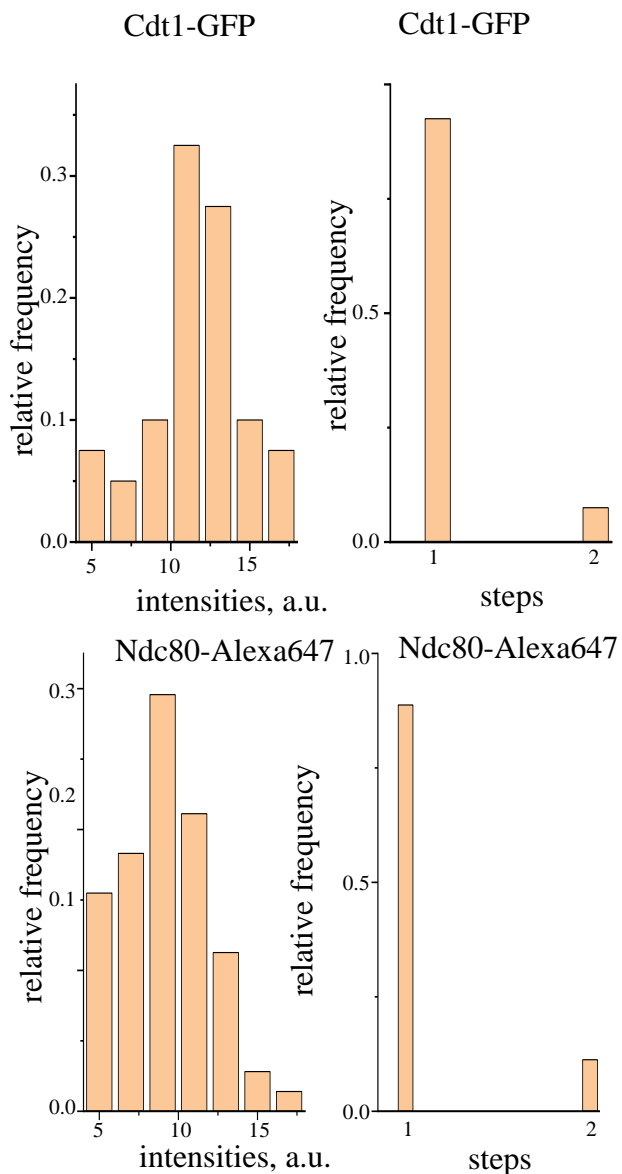 Cdt1-GFP
relative frequency
0.3
0.2
0.1
0.0
5
10
15
intensities, a.u.
Cdt1-GFP
relative frequency
0.5
0.0
1
2
steps
Ndc80-Alexa647
relative frequency
0.3
0.2
0.1
0.0
5
10
15
intensities, a.u.
Ndc80-Alexa647
relative frequency
1.0
0.5
0.0
1
2
steps